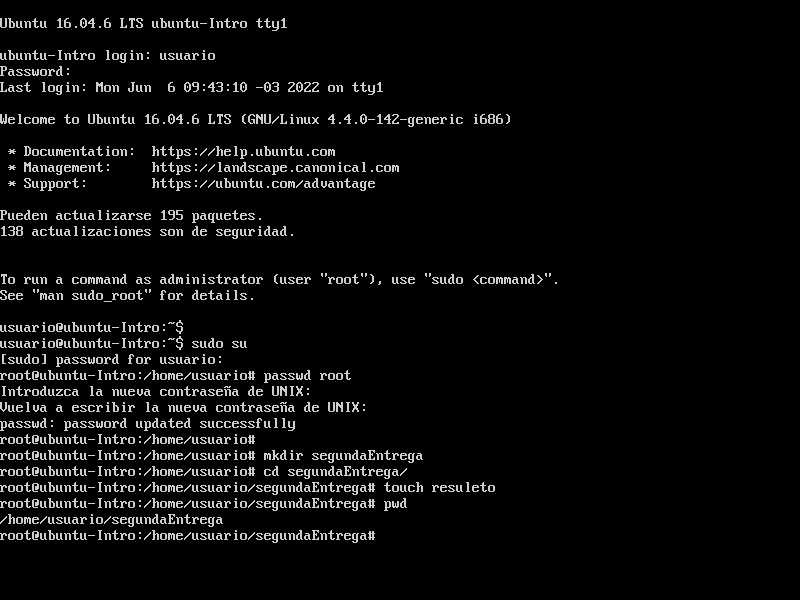 Ubuntu 16.04.6 LTS ubuntu-Intro tty1
ubuntu-Intro login: usuario
Password:
Last login: Mon Jun  6 09:43:10 -03 2022 on tty1
Welcome to Ubuntu 16.04.6 LTS (GNU/Linux 4.4.0-142-generic i686)
 * Documentation:  https://help.ubuntu.com
 * Management:     https://landscape.canonical.com
 * Support:        https://ubuntu.com/advantage
Pueden actualizarse 195 paquetes.
138 actualizaciones son de seguridad.
To run a command as administrator (user "root"), use "sudo <command>".
See "man sudo_root" for details.
usuario@ubuntu-Intro:~$
usuario@ubuntu-Intro:~$ sudo su
[sudo] password for usuario:
root@ubuntu-Intro:/home/usuario# passwd root
Introduzca la nueva contraseña de UNIX:
Vuelva a escribir la nueva contraseña de UNIX:
passwd: password updated successfully
root@ubuntu-Intro:/home/usuario#
root@ubuntu-Intro:/home/usuario# mkdir segundaEntrega
root@ubuntu-Intro:/home/usuario# cd segundaEntrega/
root@ubuntu-Intro:/home/usuario/segundaEntrega# touch resuleto
root@ubuntu-Intro:/home/usuario/segundaEntrega# pwd
/home/usuario/segundaEntrega
root@ubuntu-Intro:/home/usuario/segundaEntrega#